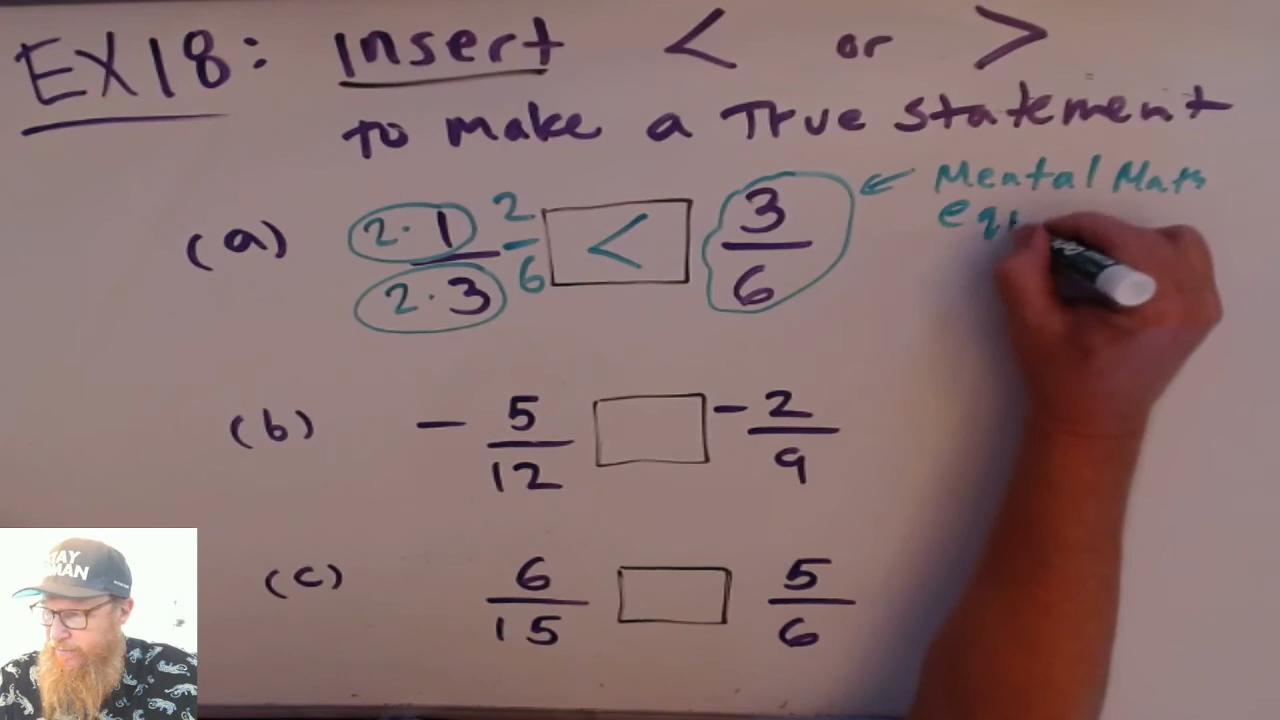 EX18: Insert < or >
to make a True statement
(a) 2·1 2 < 3
2·3 6 6
← Mental Math
(b) - 5 - 2
12 9
(c) 6 5
15 6